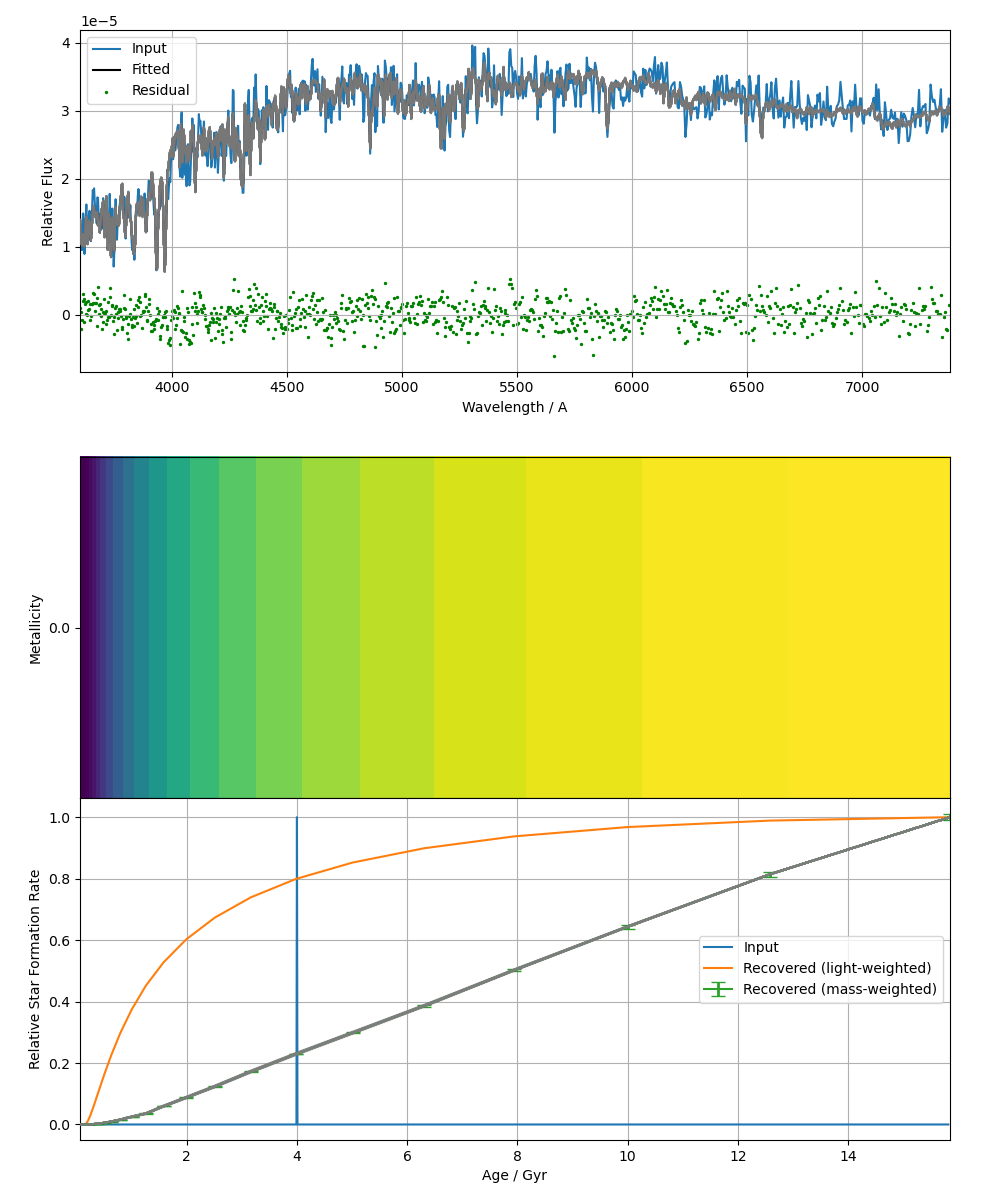 1e−5
4
3
2
1
0
Relative Flux
Input
Fitted
Residual
4000 4500 5000 5500 6000 6500 7000
Wavelength / A
Metallicity
0.0
1.0
0.8
0.6
0.4
0.2
0.0
Relative Star Formation Rate
Input
Recovered (light-weighted)
Recovered (mass-weighted)
2 4 6 8 10 12 14
Age / Gyr